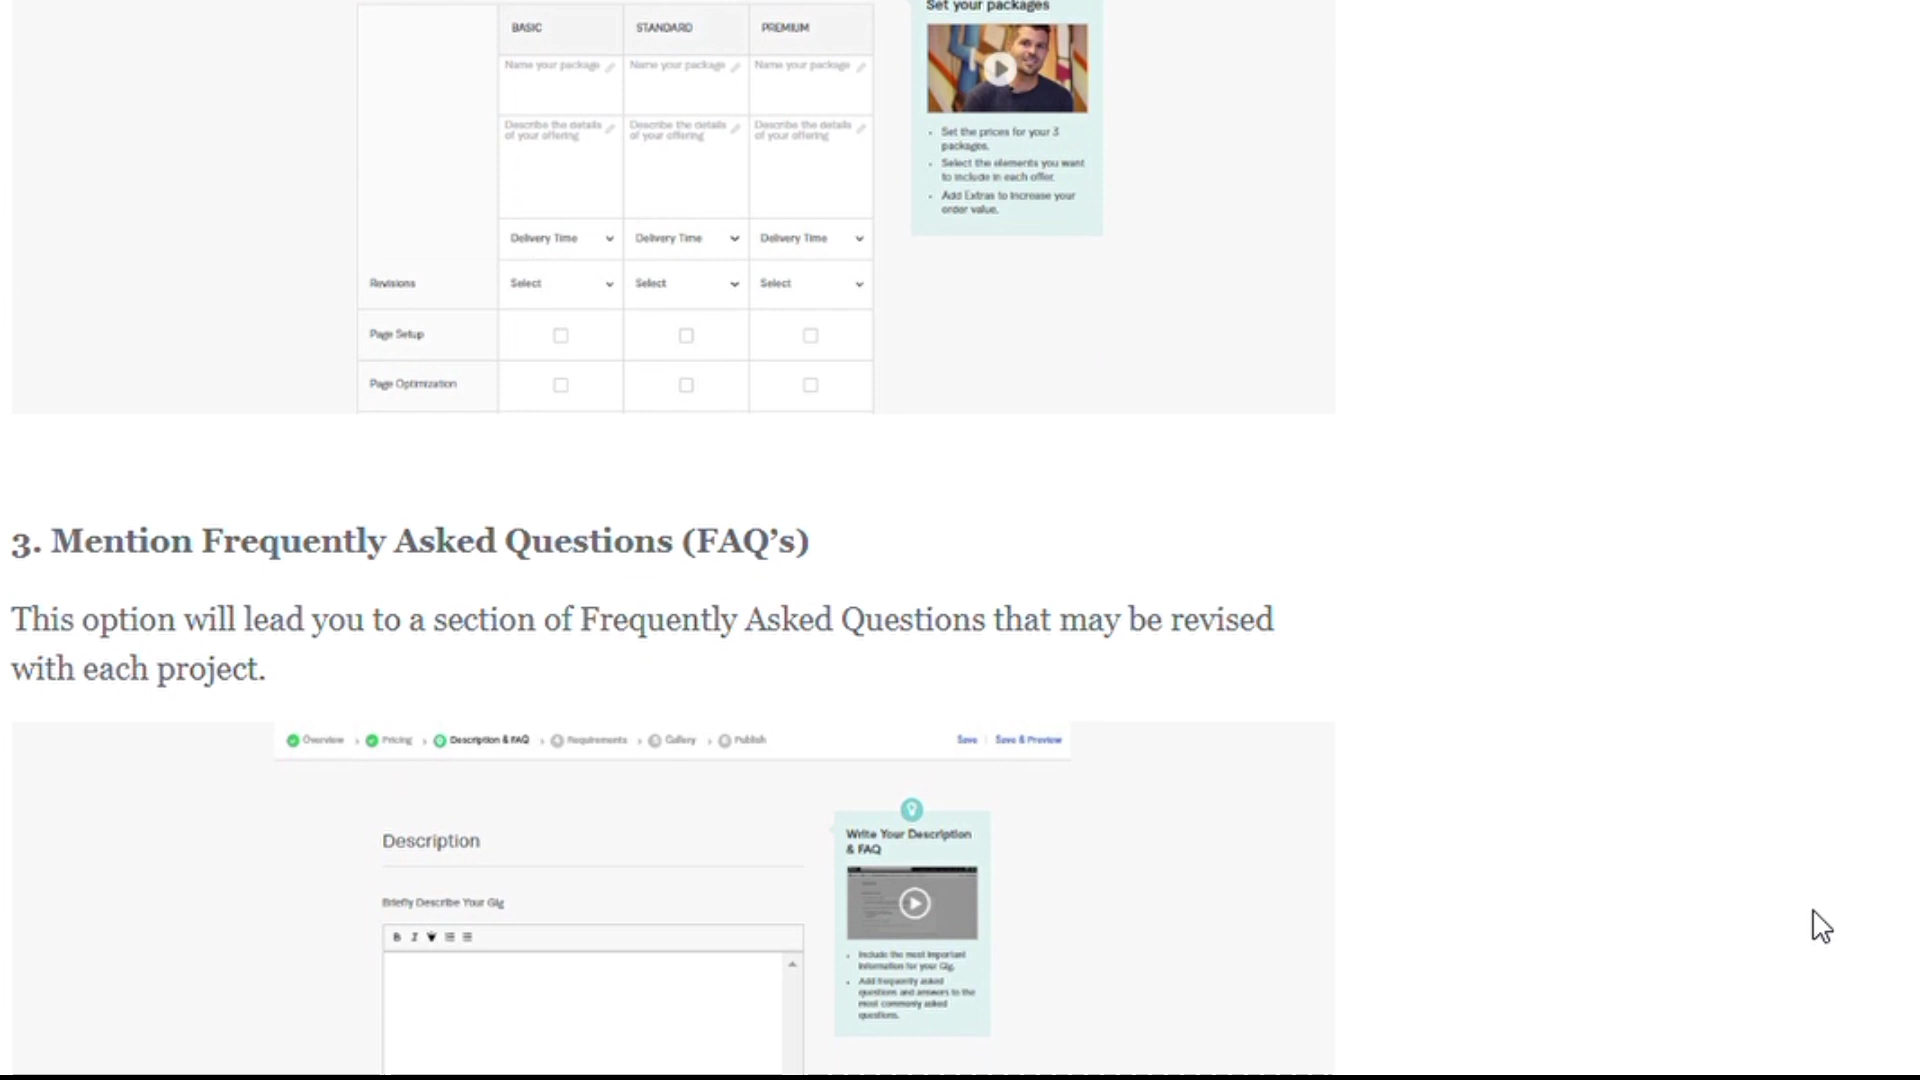 Set your packages
BASIC STANDARD PREMIUM
Name your package Name your package Name your package
Describe the details of your offering Describe the details of your offering Describe the details of your offering
Set the prices for your 3
packages.
Select the elements you want
to include in each offer.
Add Extras to increase your
order value.
Delivery Time Delivery Time Delivery Time
Revisions Select Select Select
Page Setup
Page Optimization
3. Mention Frequently Asked Questions (FAQ’s)
This option will lead you to a section of Frequently Asked Questions that may be revised
with each project.
Overview Pricing Description & FAQ Requirements Gallery Publish Save Save & Preview
Description
Briefly Describe Your Gig
B I
Write Your Description
& FAQ
Include the most important
information for your Gig.
Add frequently asked
questions and answers to the
most commonly asked
questions.